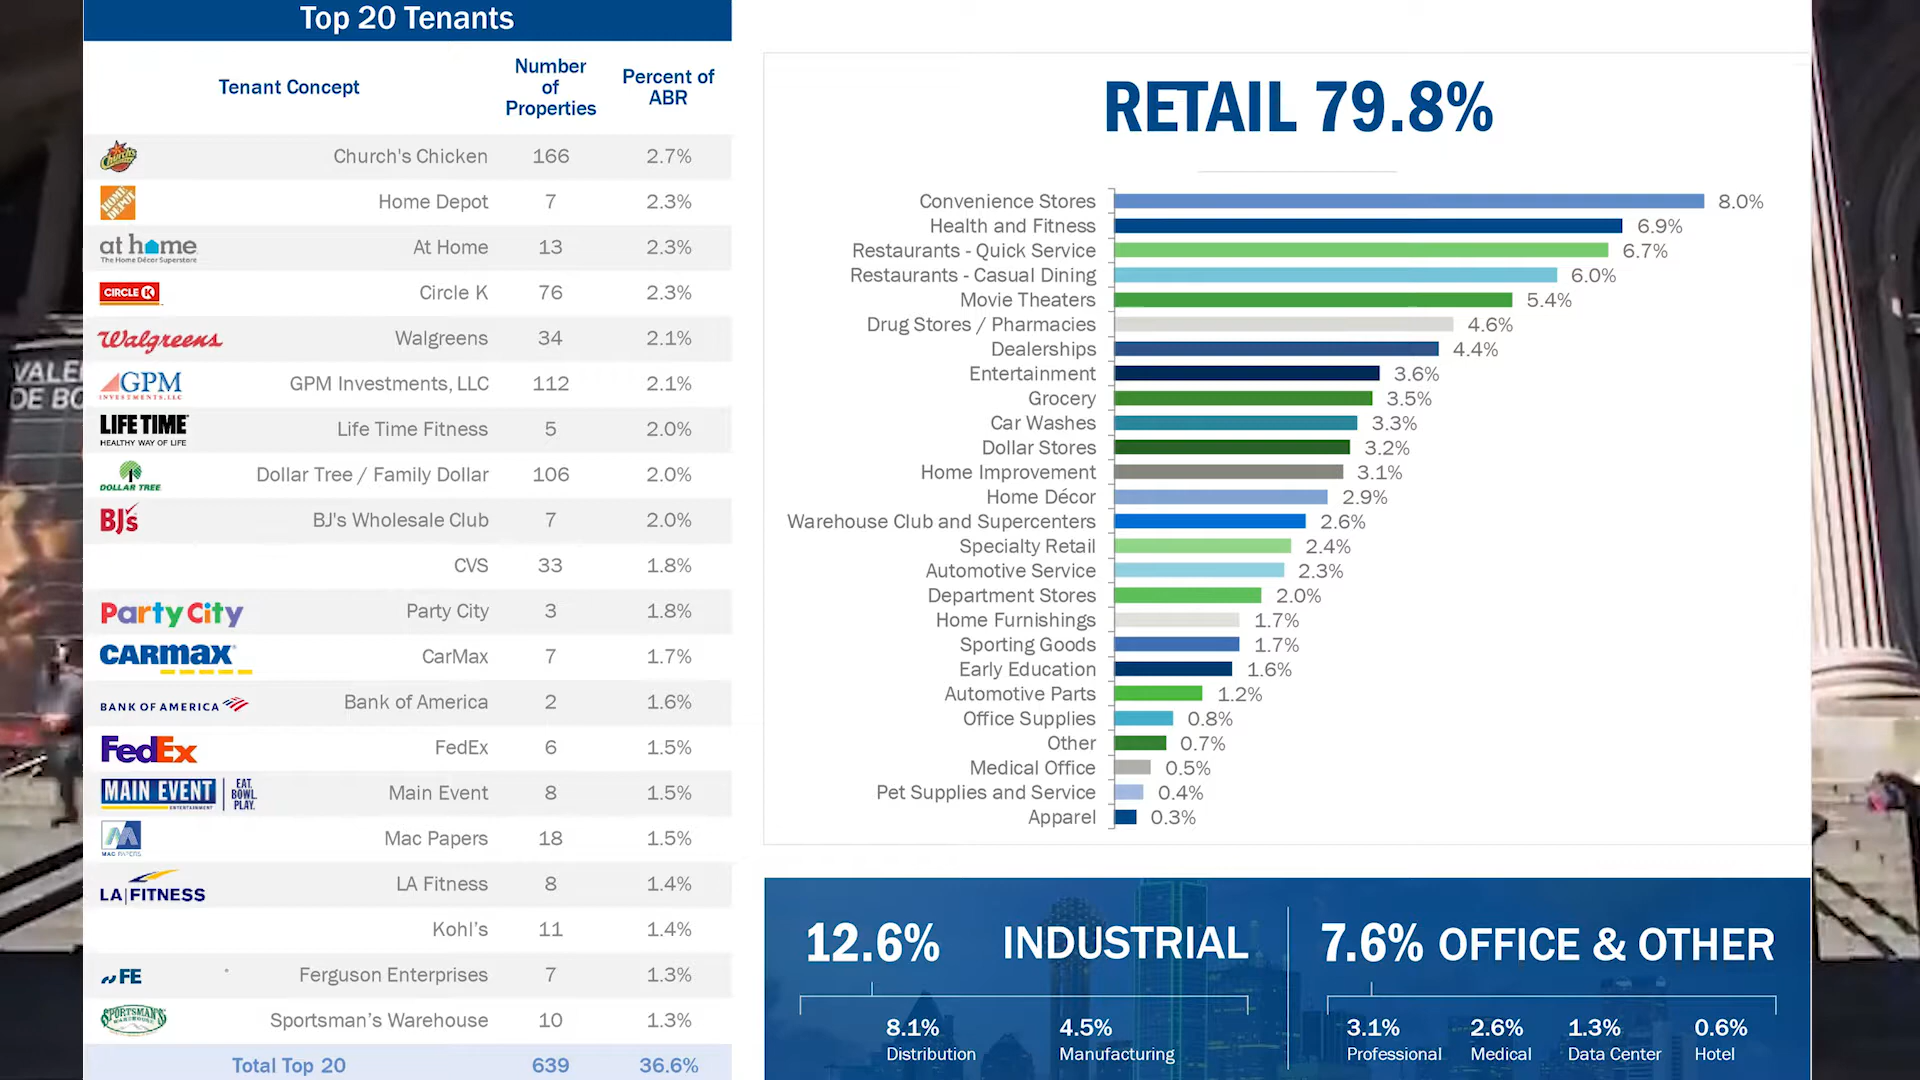 Top 20 Tenants
Tenant Concept
Number
of
Properties
Percent of
ABR
Church's
Church's Chicken 166 2.7%
THE HOME DEPOT
Home Depot 7 2.3%
at home
The Home Décor Superstore
At Home 13 2.3%
CIRCLE K
Circle K 76 2.3%
Walgreens
Walgreens 34 2.1%
GPM
INVESTMENTS, LLC
GPM Investments, LLC 112 2.1%
LIFE TIME
HEALTHY WAY OF LIFE
Life Time Fitness 5 2.0%
DOLLAR TREE
Dollar Tree / Family Dollar 106 2.0%
BJ's
BJ's Wholesale Club 7 2.0%
CVS 33 1.8%
Party City
Party City 3 1.8%
CARMAX
CarMax 7 1.7%
BANK OF AMERICA
Bank of America 2 1.6%
FedEx
FedEx 6 1.5%
MAIN EVENT
ENTERTAINMENT
EAT.
BOWL.
PLAY.
Main Event 8 1.5%
MAC PAPERS
Mac Papers 18 1.5%
LA FITNESS
LA Fitness 8 1.4%
Kohl's 11 1.4%
FE
Ferguson Enterprises 7 1.3%
SPORTSMAN'S
Sportsman's Warehouse 10 1.3%
Total Top 20 639 36.6%
RETAIL 79.8%
Convenience Stores 8.0%
Health and Fitness 6.9%
Restaurants - Quick Service 6.7%
Restaurants - Casual Dining 6.0%
Movie Theaters 5.4%
Drug Stores / Pharmacies 4.6%
Dealerships 4.4%
Entertainment 3.6%
Grocery 3.5%
Car Washes 3.3%
Dollar Stores 3.2%
Home Improvement 3.1%
Home Décor 2.9%
Warehouse Club and Supercenters 2.6%
Specialty Retail 2.4%
Automotive Service 2.3%
Department Stores 2.0%
Home Furnishings 1.7%
Sporting Goods 1.7%
Early Education 1.6%
Automotive Parts 1.2%
Office Supplies 0.8%
Other 0.7%
Medical Office 0.5%
Pet Supplies and Service 0.4%
Apparel 0.3%
12.6% INDUSTRIAL
8.1% 4.5%
Distribution Manufacturing
7.6% OFFICE & OTHER
3.1% 2.6% 1.3% 0.6%
Professional Medical Data Center Hotel
DE